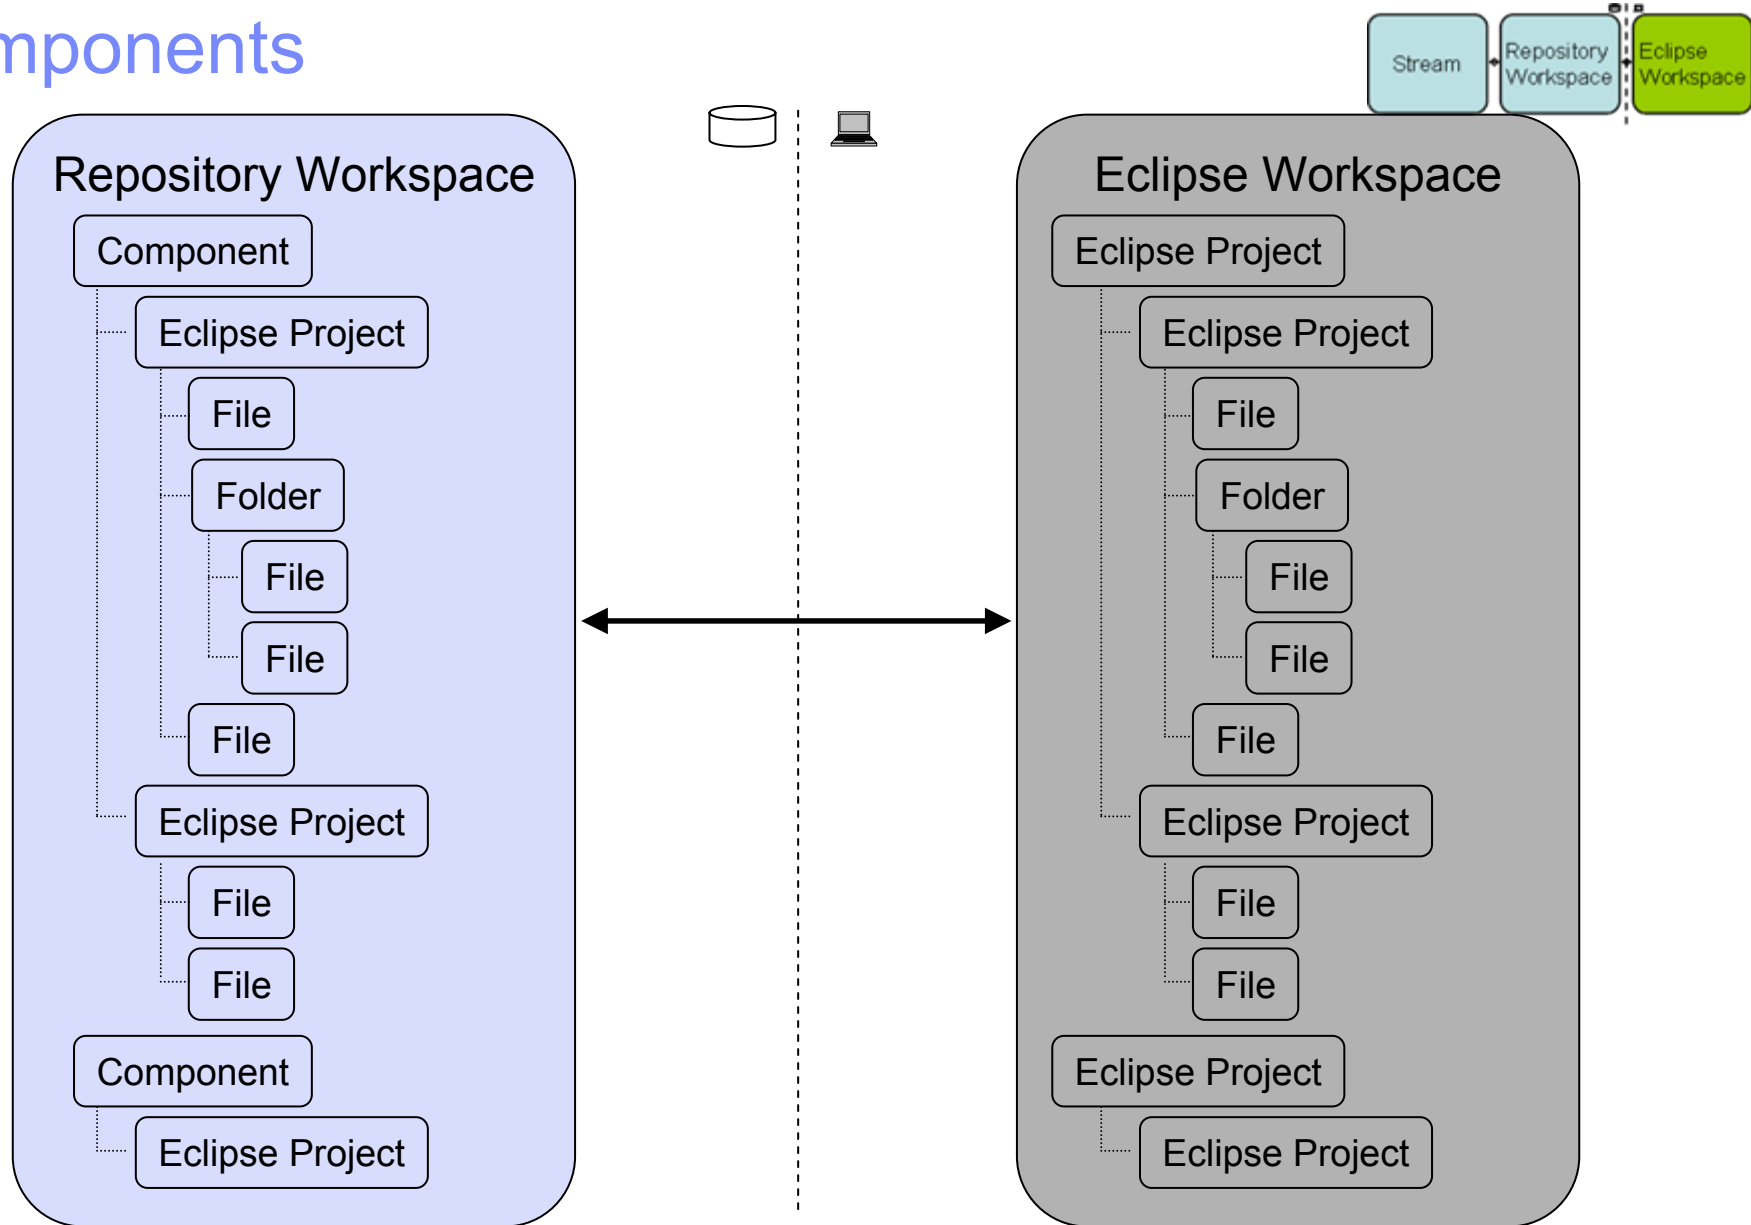 mponents
Stream
Repository
Workspace
Eclipse
Workspace
Repository Workspace
Component
Eclipse Project
File
Folder
File
File
File
Eclipse Project
File
File
Component
Eclipse Project
Eclipse Workspace
Eclipse Project
Eclipse Project
File
Folder
File
File
File
Eclipse Project
File
File
Eclipse Project
Eclipse Project